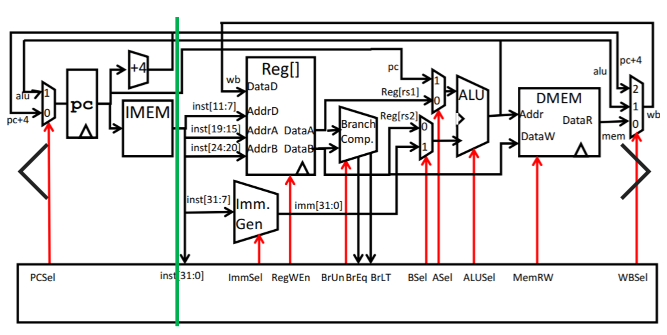 pc+4
+4
Reg[]
pc
alu
wb
DataD
alu
1
pc
0
pc+4
IMEM
inst[11:7]
AddrD
inst[19:15]
AddrA
DataA
inst[24:20]
AddrB
DataB
Branch
Comp.
Reg[rs1]
1
0
Reg[rs2]
0
1
ALU
DMEM
Addr
DataR
DataW
2
1
0
wb
mem
inst[31:7]
Imm.
Gen
imm[31:0]
PCSel
inst[31:0]
ImmSel
RegWEn
BrUn
BrEq
BrLT
BSel
ASel
ALUSel
MemRW
WBSel